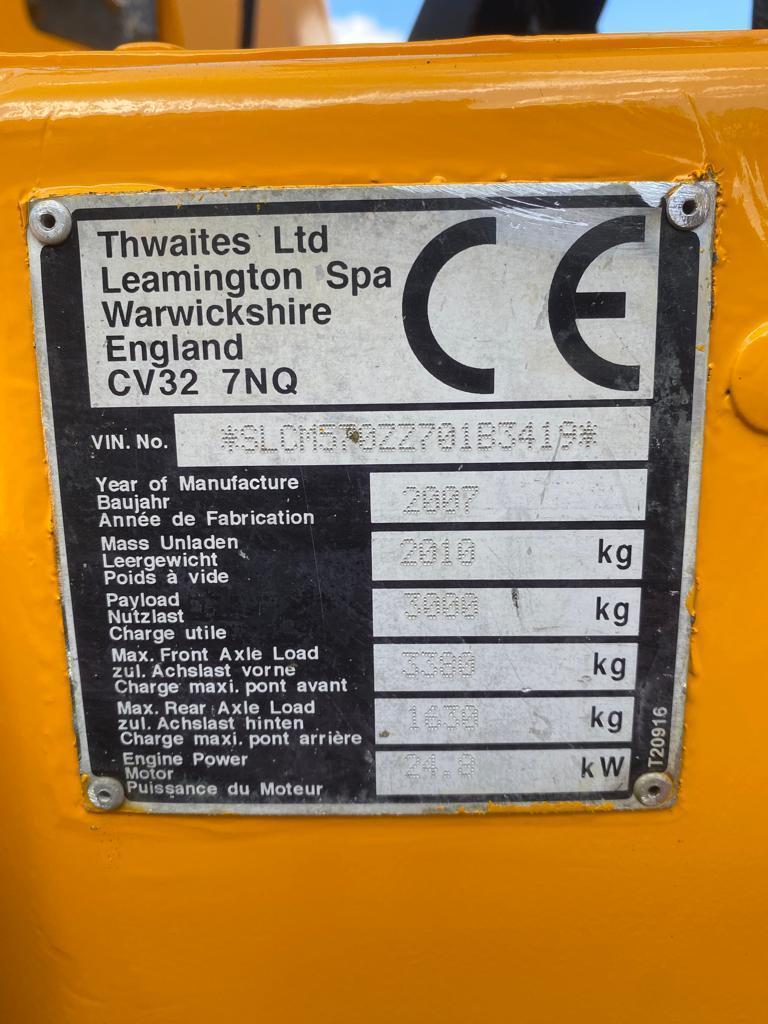 Thwaites Ltd
Leamington Spa
Warwickshire
England
CV32 7NQ
CE
VIN. No. *SLCM5R0ZZ701B3419*
Year of Manufacture
Baujahr
Année de Fabrication
2007
Mass Unladen
Leergewicht
Poids à vide
2010 kg
Payload
Nutzlast
Charge utile
3000 kg
Max. Front Axle Load
zul. Achslast vorne
Charge maxi. pont avant
3380 kg
Max. Rear Axle Load
zul. Achslast hinten
Charge maxi. pont arrière
1630 kg
Engine Power
Motor
Puissance du Moteur
kW
T20916